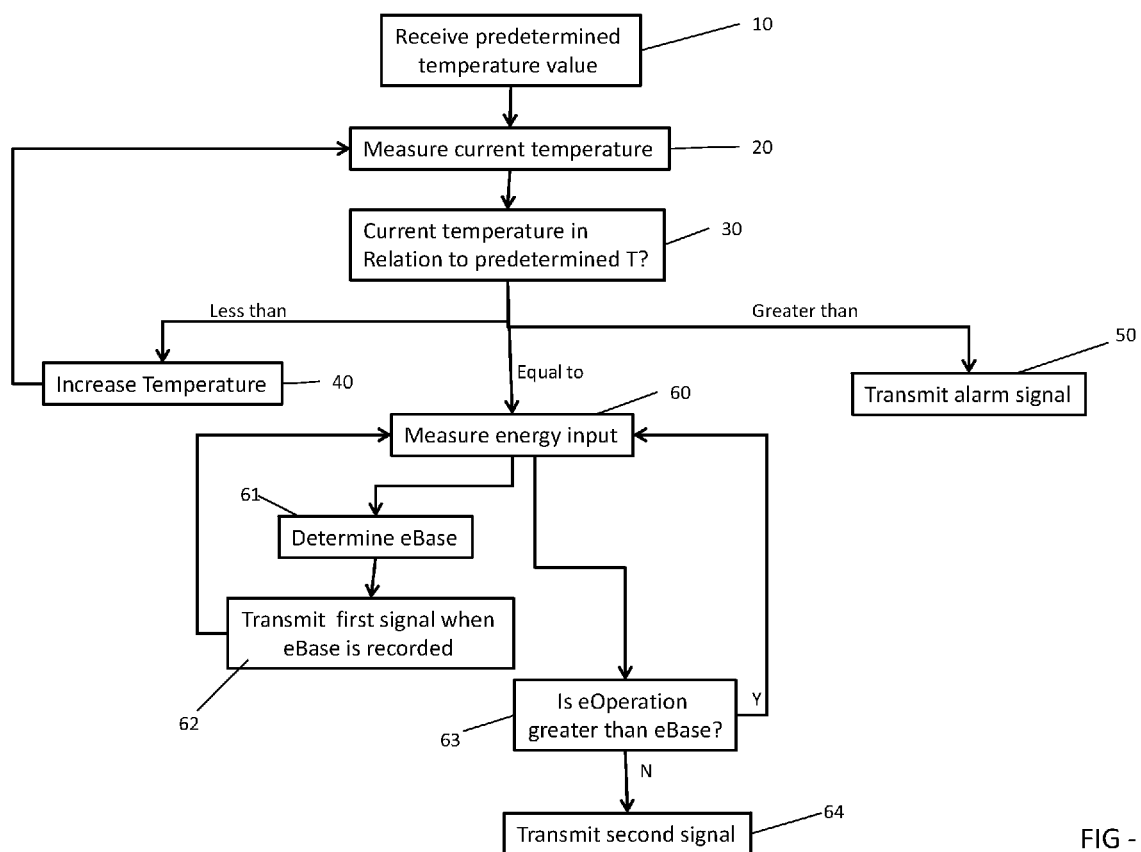 Receive predetermined
temperature value
10
Measure current temperature
20
Current temperature in
Relation to predetermined T?
30
Less than
Greater than
Increase Temperature
40
Equal to
50
Transmit alarm signal
60
Measure energy input
61
Determine eBase
Transmit first signal when
eBase is recorded
62
Is eOperation
greater than eBase?
Y
63
N
64
Transmit second signal
FIG -